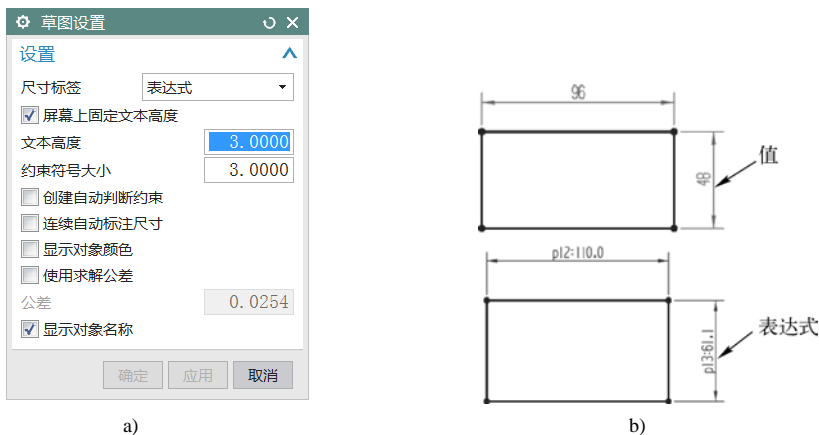 草图设置
设置
尺寸标签 表达式
屏幕上固定文本高度
文本高度 3.0000
约束符号大小 3.0000
创建自动判断约束
连续自动标注尺寸
显示对象颜色
使用求解公差
公差 0.0254
显示对象名称
确定 应用 取消
a)
96
48
值
p12:110.0
p13:61.1
表达式
b)